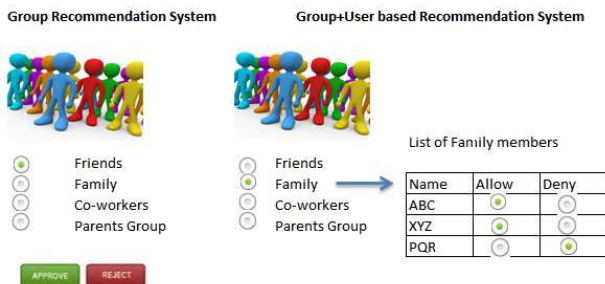 Group Recommendation System
Friends
Family
Co-workers
Parents Group
APPROVE REJECT
Group+User based Recommendation System
Friends
Family
Co-workers
Parents Group
List of Family members
Name Allow Deny
ABC
XYZ
PQR